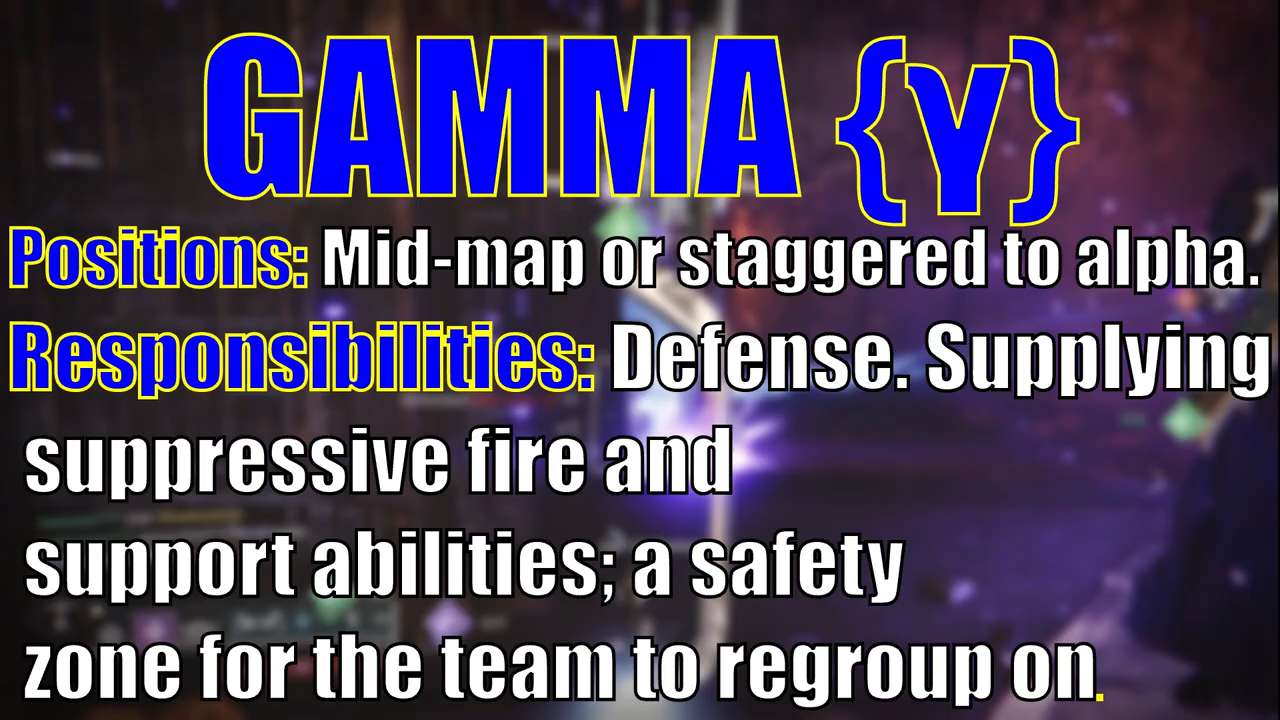 GAMMA {γ}
Positions: Mid-map or staggered to alpha.
Responsibilities: Defense. Supplying
suppressive fire and
support abilities; a safety
zone for the team to regroup on.